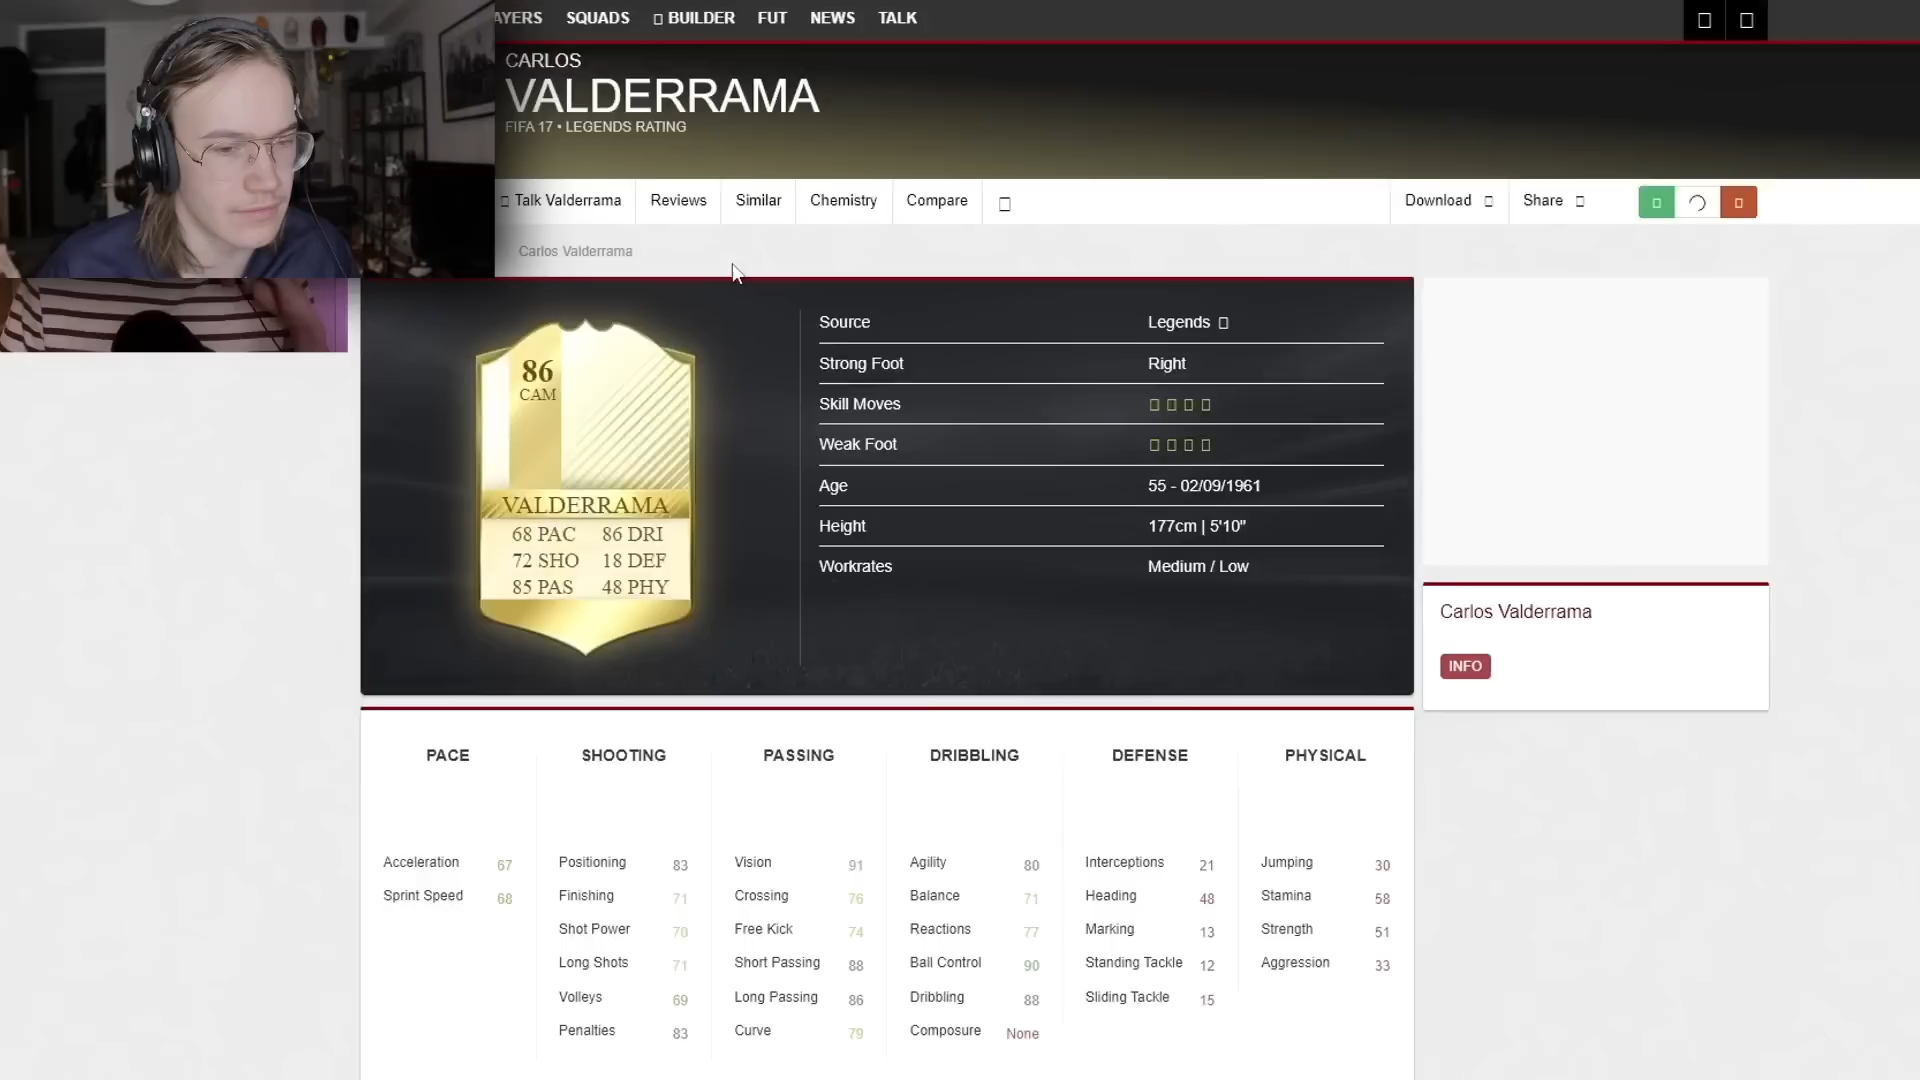 AYERS SQUADS BUILDER FUT NEWS TALK
CARLOS
VALDERRAMA
FIFA 17 • LEGENDS RATING
Talk Valderrama Reviews Similar Chemistry Compare Download Share
Carlos Valderrama
86
CAM
VALDERRAMA
68 PAC 86 DRI
72 SHO 18 DEF
85 PAS 48 PHY
Source Legends
Strong Foot Right
Skill Moves
Weak Foot
Age 55 - 02/09/1961
Height 177cm | 5'10"
Workrates Medium / Low
Carlos Valderrama
INFO
PACE SHOOTING PASSING DRIBBLING DEFENSE PHYSICAL
Acceleration 67 Positioning 83 Vision 91 Agility 80 Interceptions 21 Jumping 30
Sprint Speed 68 Finishing 71 Crossing 76 Balance 71 Heading 48 Stamina 58
Shot Power 70 Free Kick 74 Reactions 77 Marking 13 Strength 51
Long Shots 71 Short Passing 88 Ball Control 90 Standing Tackle 12 Aggression 33
Volleys 69 Long Passing 86 Dribbling 88 Sliding Tackle 15
Penalties 83 Curve 79 Composure None